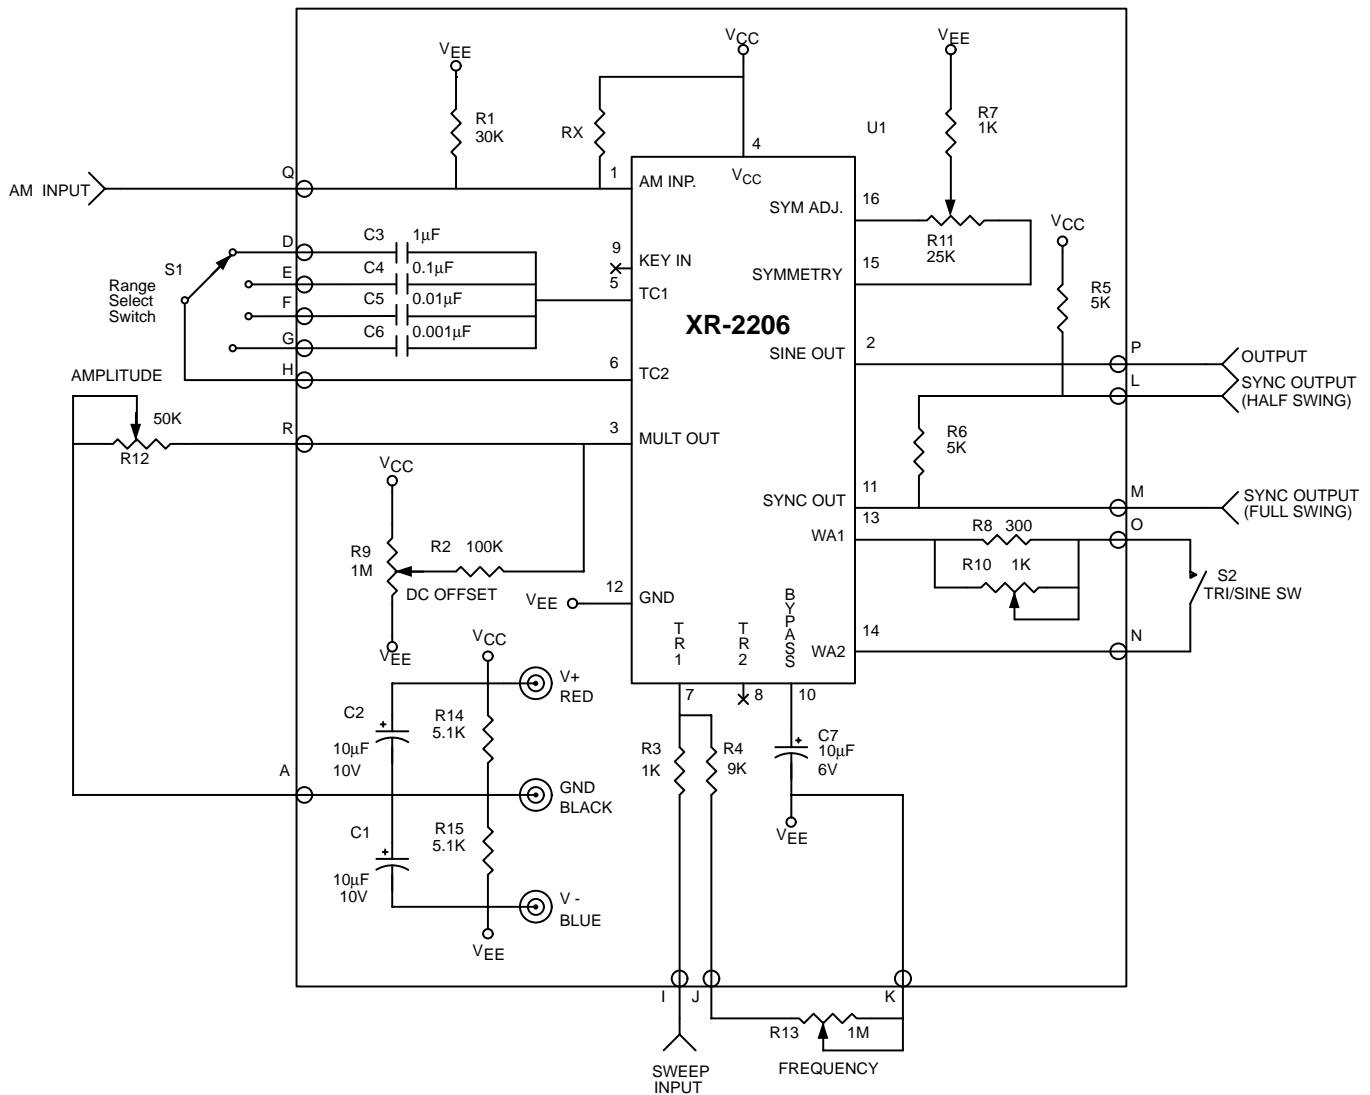 VCC
VEE
VEE
R1
30K
RX
R7
1K
U1
4
Q
1
AM INPUT
AM INP.
VCC
16
SYM ADJ.
R11
25K
VCC
D
C3
1µF
9
KEY IN
15
SYMMETRY
S1
E
C4
0.1µF
5
TC1
Range
Select
Switch
F
C5
0.01µF
R5
5K
G
C6
0.001µF
XR-2206
H
6
TC2
SINE OUT
2
P
OUTPUT
L
SYNC OUTPUT
(HALF SWING)
AMPLITUDE
50K
R12
R
3
MULT OUT
R6
5K
VCC
R9
1M
R2
100K
DC OFFSET
VEE
SYNC OUT
11
M
SYNC OUTPUT
(FULL SWING)
13
WA1
R8
300
O
R10
1K
S2
TRI/SINE SW
VEE
12
GND
TR1
TR2
BYPASS
14
WA2
N
VCC
V+
RED
7
8
10
C2
10µF
10V
R14
5.1K
R3
1K
R4
9K
C7
10µF
6V
A
GND
BLACK
VEE
C1
10µF
10V
R15
5.1K
V -
BLUE
VEE
I
J
K
R13
1M
SWEEP
INPUT
FREQUENCY